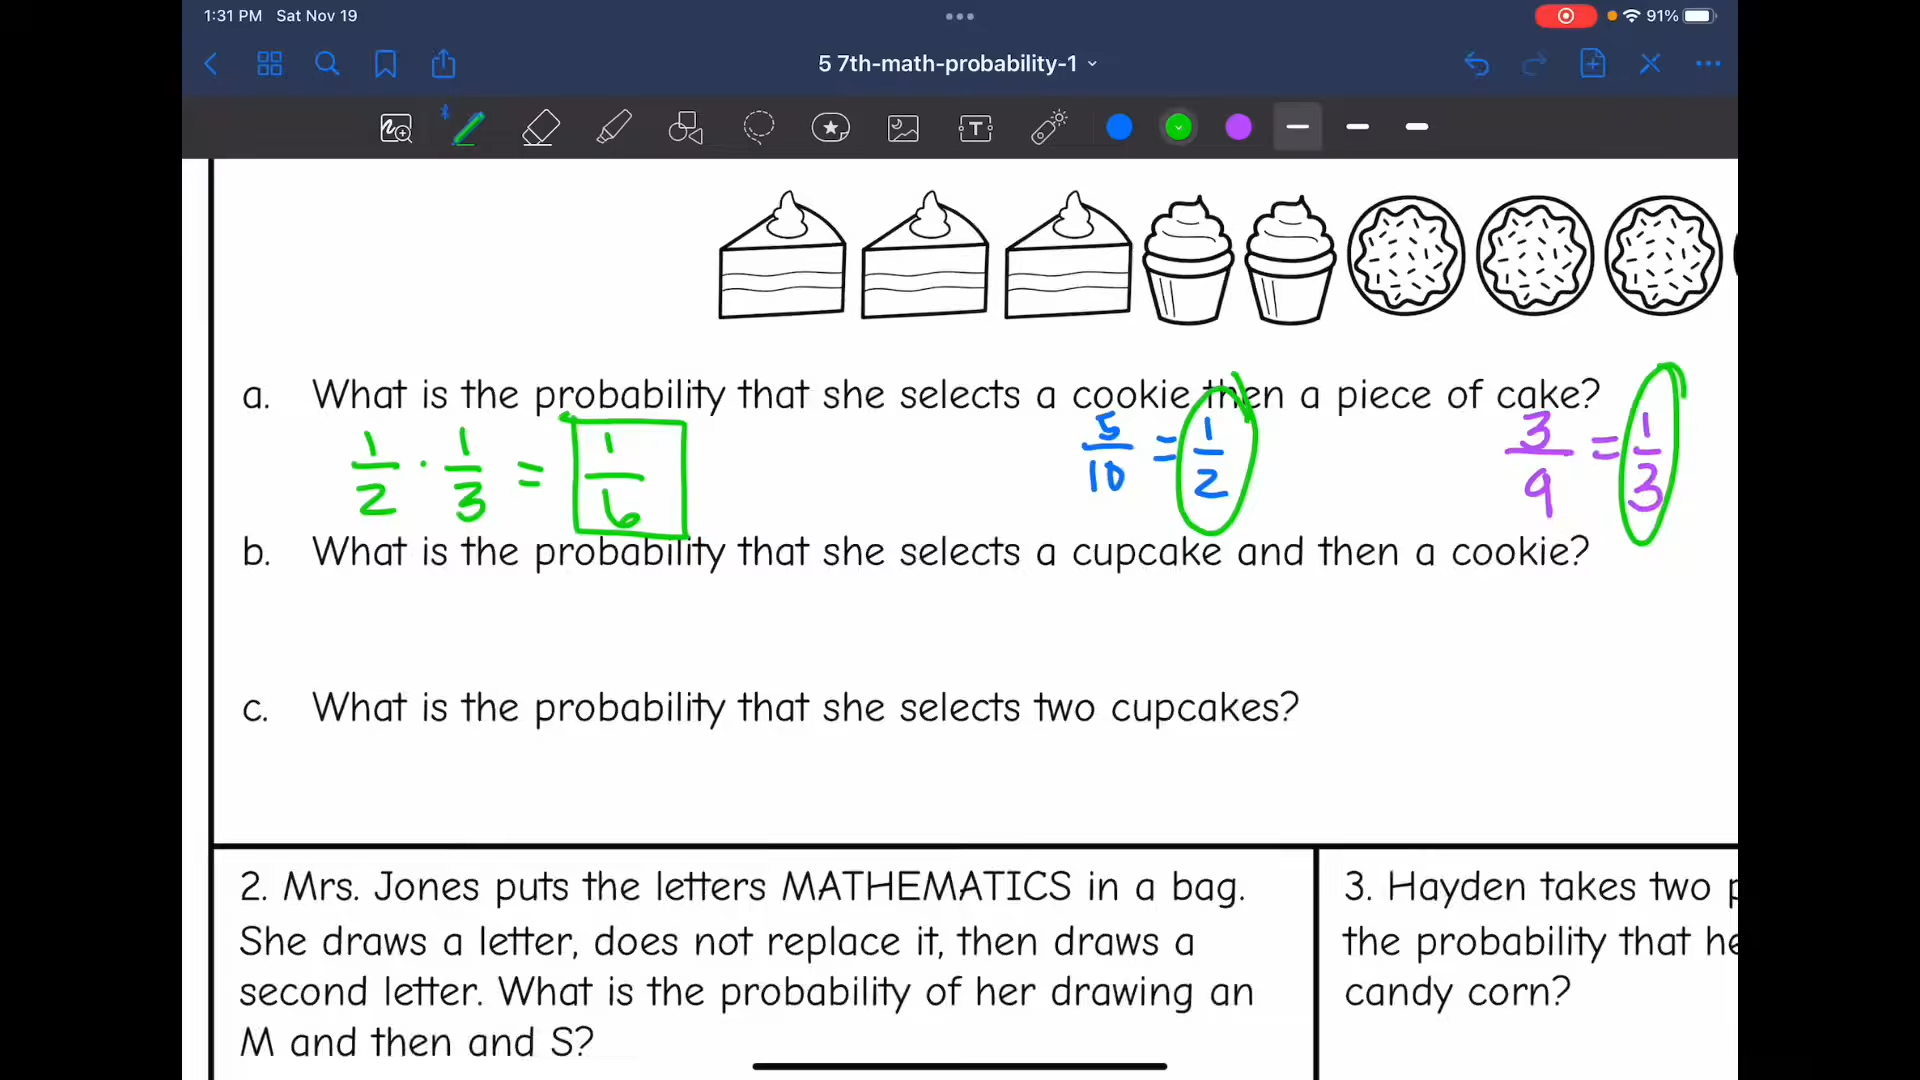 1:31 PM Sat Nov 19
91%
5 7th-math-probability-1
T
a. What is the probability that she selects a cookie then a piece of cake?
1/2 · 1/3 = 1/6
5/10 = 1/2
3/9 = 1/3
b. What is the probability that she selects a cupcake and then a cookie?
c. What is the probability that she selects two cupcakes?
2. Mrs. Jones puts the letters MATHEMATICS in a bag.
She draws a letter, does not replace it, then draws a
second letter. What is the probability of her drawing an
M and then and S?
3. Hayden takes two p
the probability that he
candy corn?